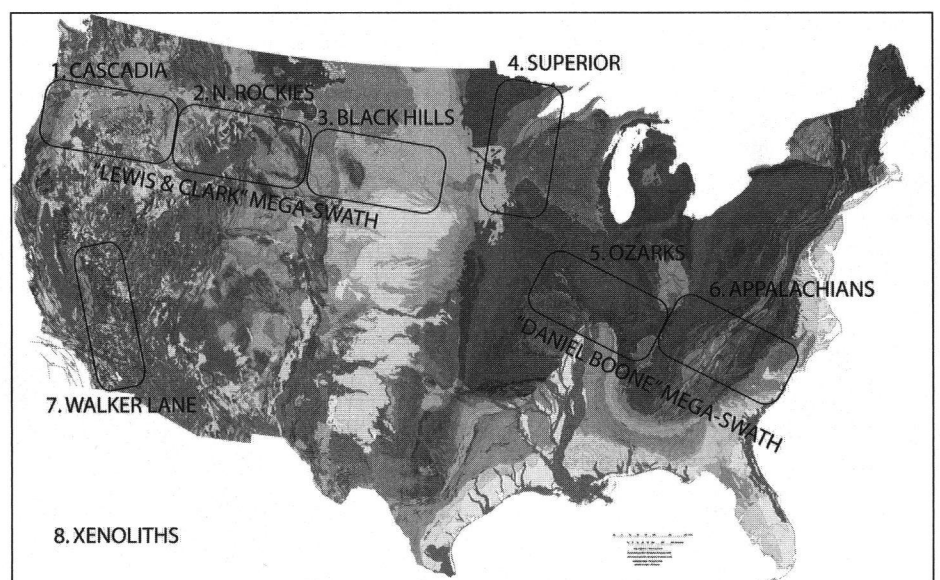 1. CASCADIA
4. SUPERIOR
2. N. ROCKIES
3. BLACK HILLS
"LEWIS & CLARK" MEGA-SWATH
5. OZARKS
6. APPALACHIANS
"DANIEL BOONE" MEGA-SWATH
7. WALKER LANE
8. XENOLITHS